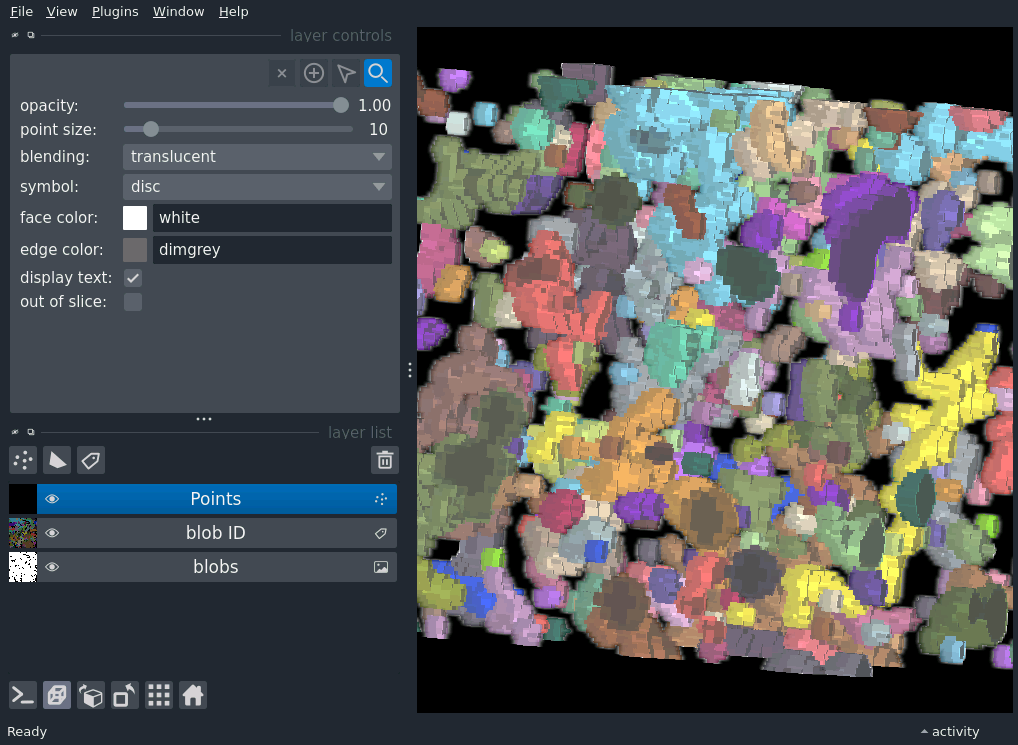 File View Plugins Window Help
layer controls
opacity: 1.00
point size: 10
blending: translucent
symbol: disc
face color: white
edge color: dimgrey
display text:
out of slice:
layer list
Points
blob ID
blobs
Ready
activity